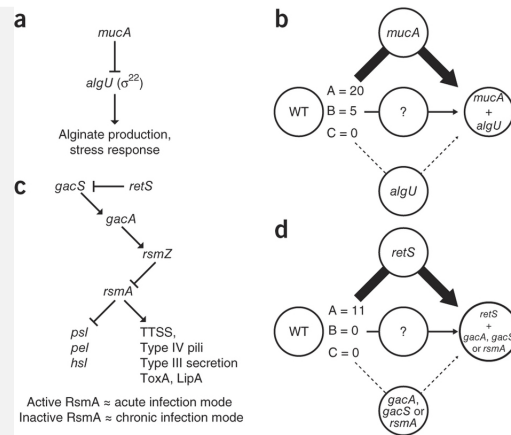 a
mucA
algU (σ22)
Alginate production,
stress response
b
mucA
WT
A = 20
B = 5
C = 0
?
mucA
+
algU
algU
c
gacS
retS
gacA
rsmZ
rsmA
psl
pel
hsl
TTSS,
Type IV pili
Type III secretion
ToxA, LipA
Active RsmA ≈ acute infection mode
Inactive RsmA ≈ chronic infection mode
d
retS
WT
A = 11
B = 0
C = 0
?
retS
+
gacA, gacS
or rsmA
gacA,
gacS or
rsmA